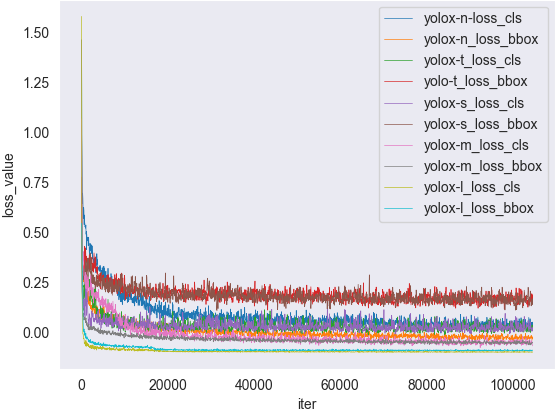 1.50
1.25
1.00
0.75
0.50
0.25
0.00
loss_value
yolox-n-loss_cls
yolox-n_loss_bbox
yolox-t_loss_cls
yolo-t_loss_bbox
yolox-s_loss_cls
yolox-s_loss_bbox
yolox-m_loss_cls
yolox-m_loss_bbox
yolox-l_loss_cls
yolox-l_loss_bbox
0 20000 40000 60000 80000 100000
iter